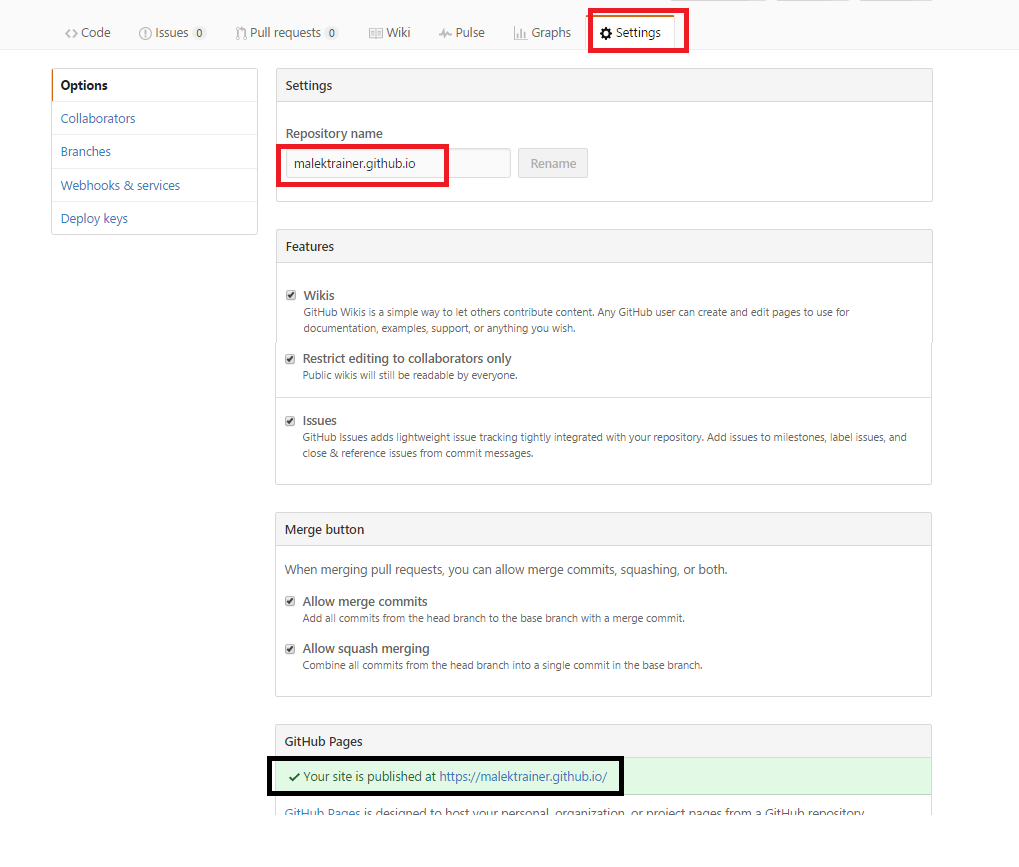 Code Issues 0 Pull requests 0 Wiki Pulse Graphs Settings
Options
Collaborators
Branches
Webhooks & services
Deploy keys
Settings
Repository name
malektrainer.github.io Rename
Features
Wikis
GitHub Wikis is a simple way to let others contribute content. Any GitHub user can create and edit pages to use for
documentation, examples, support, or anything you wish.
Restrict editing to collaborators only
Public wikis will still be readable by everyone.
Issues
GitHub Issues adds lightweight issue tracking tightly integrated with your repository. Add issues to milestones, label issues, and
close & reference issues from commit messages.
Merge button
When merging pull requests, you can allow merge commits, squashing, or both.
Allow merge commits
Add all commits from the head branch to the base branch with a merge commit.
Allow squash merging
Combine all commits from the head branch into a single commit in the base branch.
GitHub Pages
Your site is published at https://malektrainer.github.io/
GitHub Pages is designed to host your personal, organization, or project pages from a GitHub repository.